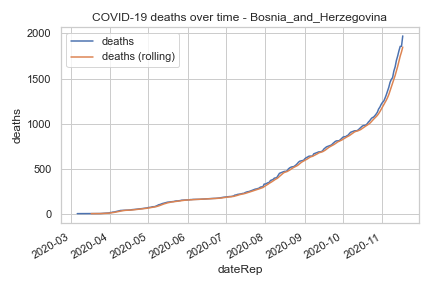 COVID-19 deaths over time - Bosnia_and_Herzegovina
deaths
deaths (rolling)
2000
1500
1000
500
0
deaths
2020-03
2020-04
2020-05
2020-06
2020-07
2020-08
2020-09
2020-10
2020-11
dateRep